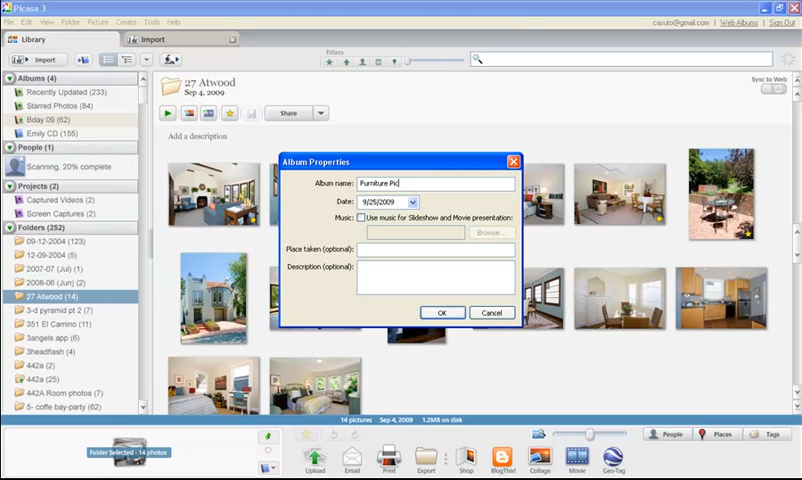 Picasa 3
File Edit View Folder Picture Create Tools Help
casuto@gmail.com | Web Albums | Sign Out
Library
Import
Import
Filters
Albums (4)
Recently Updated (233)
Starred Photos (84)
Bday 09 (62)
Emily CD (155)
People (1)
Scanning, 20% complete
Projects (2)
Captured Videos (2)
Screen Captures (2)
Folders (252)
09-12-2004 (123)
12-09-2004 (5)
2007-07 (Jul) (1)
2008-06 (Jun) (2)
27 Atwood (14)
3-d pyramid pt 2 (7)
351 El Camino (11)
3angels app (6)
3headflash (4)
442a (2)
442a (25)
442A Room photos (7)
5- coffe bay-party (62)
27 Atwood
Sep 4, 2009
Sync to Web
Share
Add a description
Album Properties
Album name: Furniture Pic
Date: 9/25/2009
Music: Use music for Slideshow and Movie presentation:
Browse...
Place taken (optional):
Description (optional):
OK Cancel
14 pictures Sep 4, 2009 1.2MB on disk
Folder Selected - 14 photos
People Places Tags
Upload Email Print Export Shop BlogThis! Collage Movie Geo-Tag